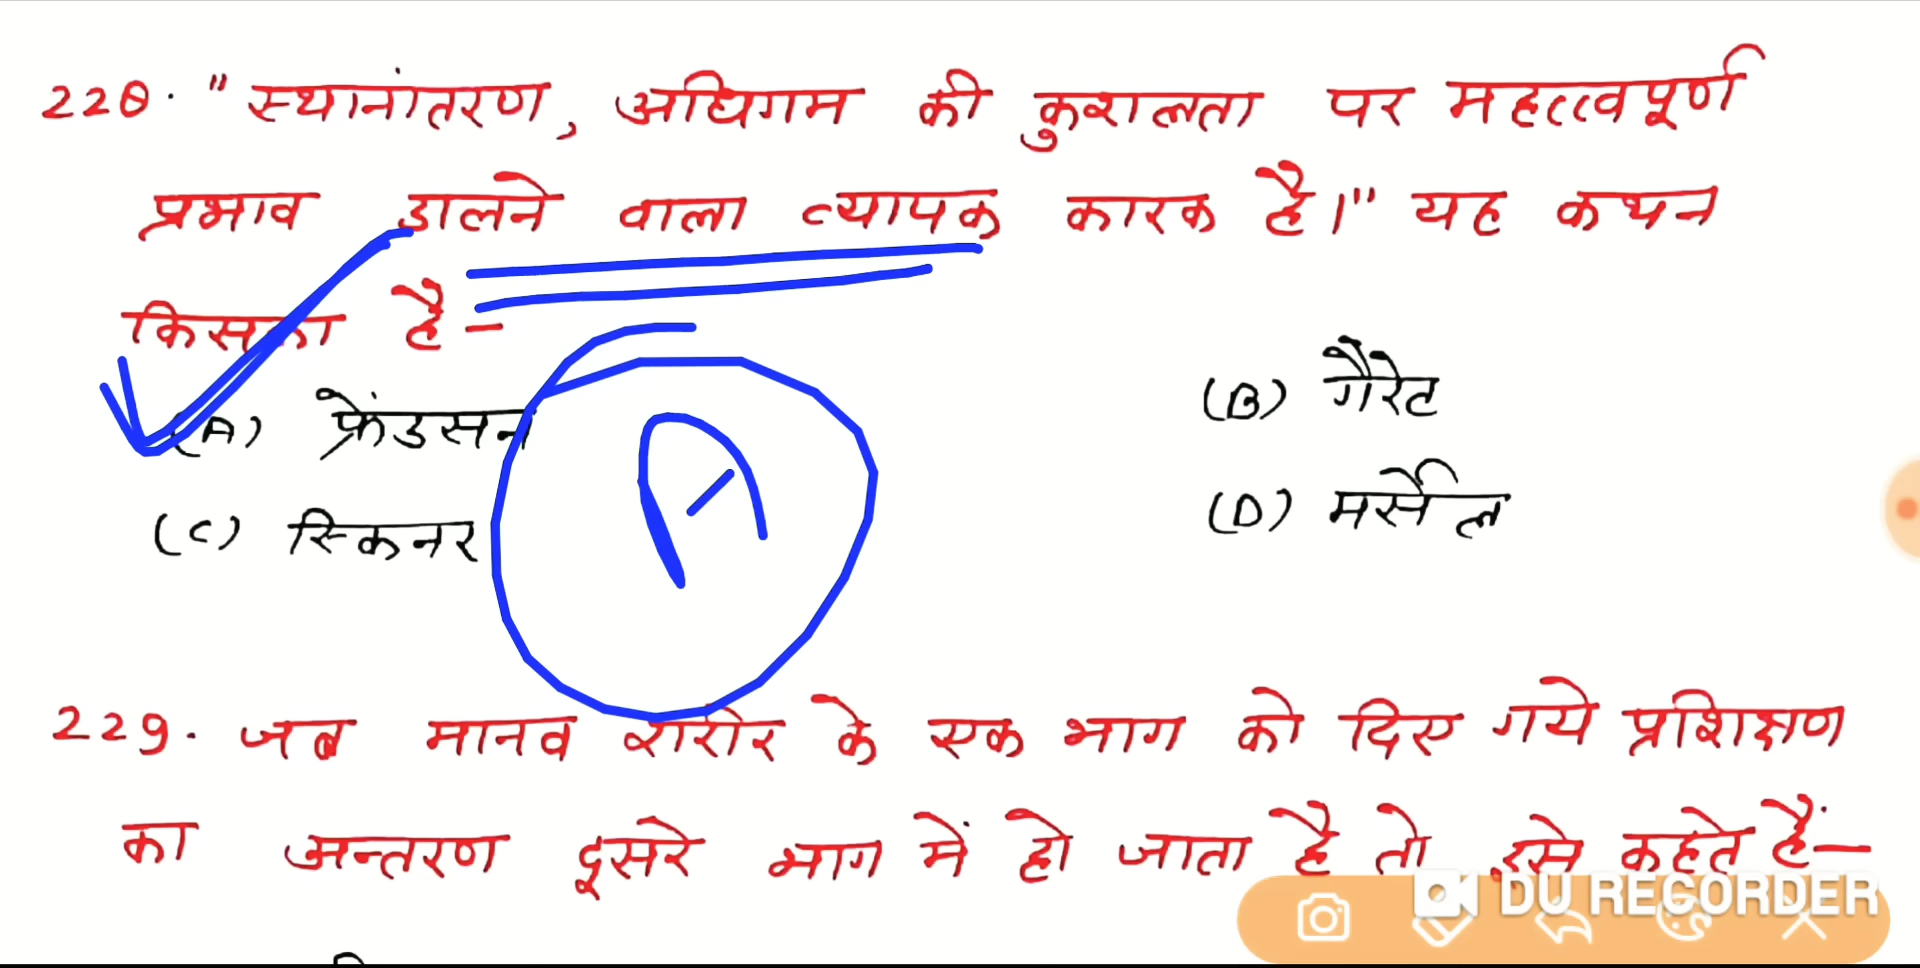 228. "स्थानांतरण, अधिगम की कुशलता पर महत्त्वपूर्ण
प्रभाव डालने वाला व्यापक कारक है।" यह कथन
किसका है-
(A) फ्रेंडसन
(B) गैरेट
(C) स्किनर
(D) मर्सेल
A
229. जब मानव शरीर के एक भाग को दिए गये प्रशिक्षण
का अन्तरण दूसरे भाग में हो जाता है तो इसे कहते हैं-
DU RECORDER